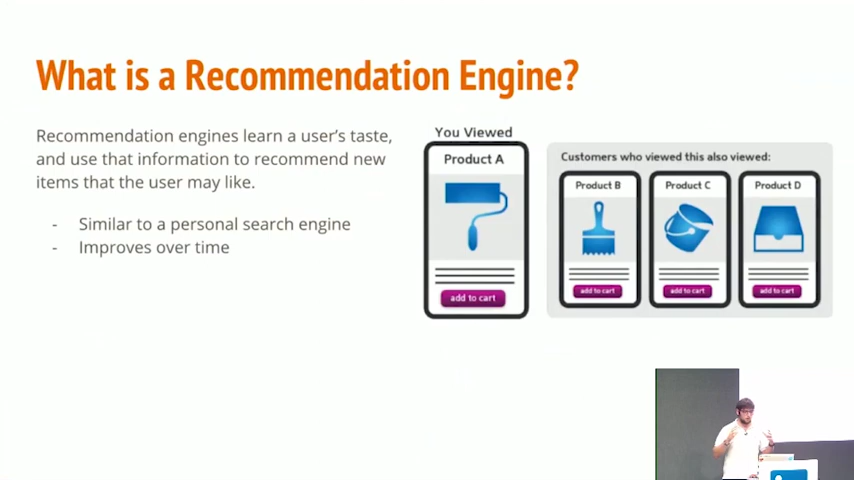 What is a Recommendation Engine?
Recommendation engines learn a user's taste,
and use that information to recommend new
items that the user may like.
- Similar to a personal search engine
- Improves over time
You Viewed
Product A
add to cart
Customers who viewed this also viewed:
Product B
add to cart
Product C
add to cart
Product D
add to cart